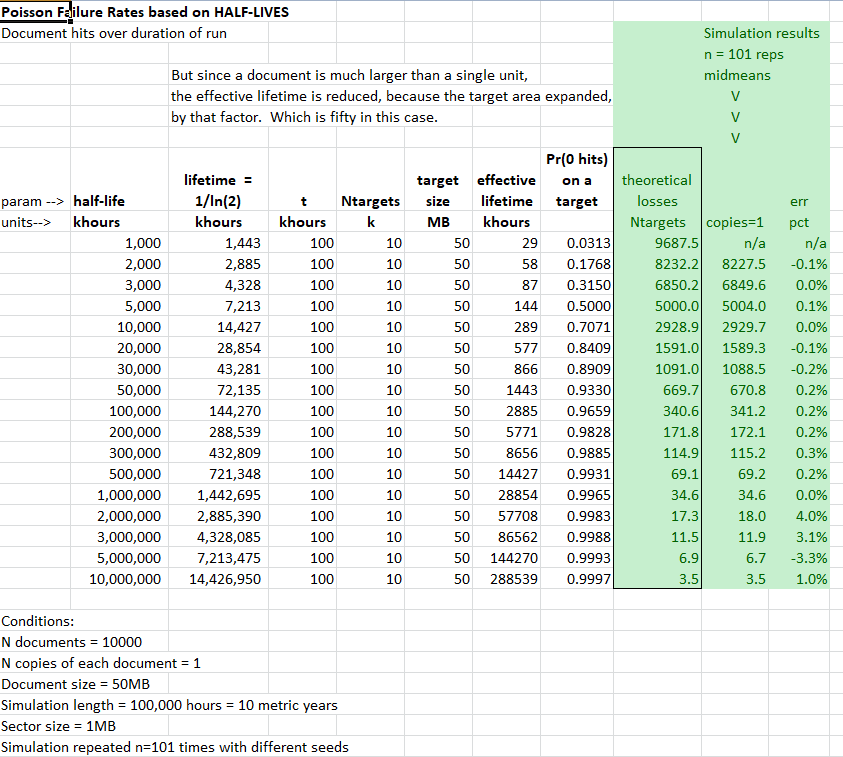 Poisson Failure Rates based on HALF-LIVES
Document hits over duration of run
Simulation results
n = 101 reps
But since a document is much larger than a single unit, midmeans
the effective lifetime is reduced, because the target area expanded, V
by that factor.  Which is fifty in this case. V
V
Pr(0 hits)
lifetime = target effective on a theoretical
param --> half-life 1/ln(2) t Ntargets size lifetime target losses err
units--> khours khours khours k MB khours Ntargets copies=1 pct
1,000 1,443 100 10 50 29 0.0313 9687.5 n/a n/a
2,000 2,885 100 10 50 58 0.1768 8232.2 8227.5 -0.1%
3,000 4,328 100 10 50 87 0.3150 6850.2 6849.6 0.0%
5,000 7,213 100 10 50 144 0.5000 5000.0 5004.0 0.1%
10,000 14,427 100 10 50 289 0.7071 2928.9 2929.7 0.0%
20,000 28,854 100 10 50 577 0.8409 1591.0 1589.3 -0.1%
30,000 43,281 100 10 50 866 0.8909 1091.0 1088.5 -0.2%
50,000 72,135 100 10 50 1443 0.9330 669.7 670.8 0.2%
100,000 144,270 100 10 50 2885 0.9659 340.6 341.2 0.2%
200,000 288,539 100 10 50 5771 0.9828 171.8 172.1 0.2%
300,000 432,809 100 10 50 8656 0.9885 114.9 115.2 0.3%
500,000 721,348 100 10 50 14427 0.9931 69.1 69.2 0.2%
1,000,000 1,442,695 100 10 50 28854 0.9965 34.6 34.6 0.0%
2,000,000 2,885,390 100 10 50 57708 0.9983 17.3 18.0 4.0%
3,000,000 4,328,085 100 10 50 86562 0.9988 11.5 11.9 3.1%
5,000,000 7,213,475 100 10 50 144270 0.9993 6.9 6.7 -3.3%
10,000,000 14,426,950 100 10 50 288539 0.9997 3.5 3.5 1.0%
Conditions:
N documents = 10000
N copies of each document = 1
Document size = 50MB
Simulation length = 100,000 hours = 10 metric years
Sector size = 1MB
Simulation repeated n=101 times with different seeds